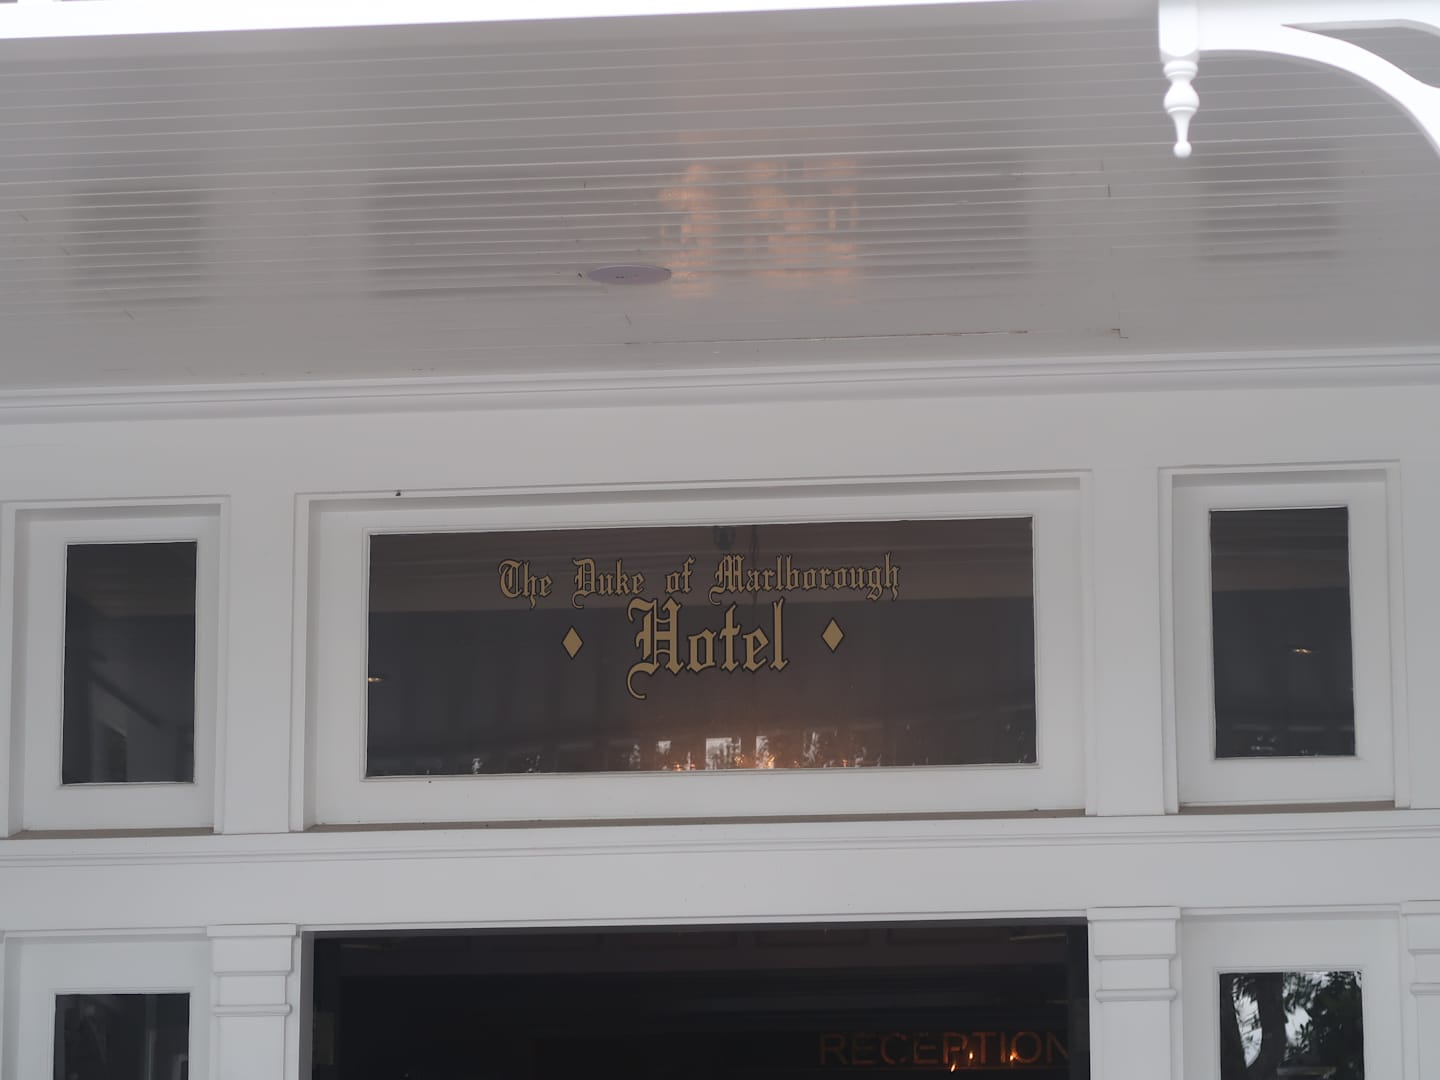 The Duke of Marlborough
Hotel
RECEPTION